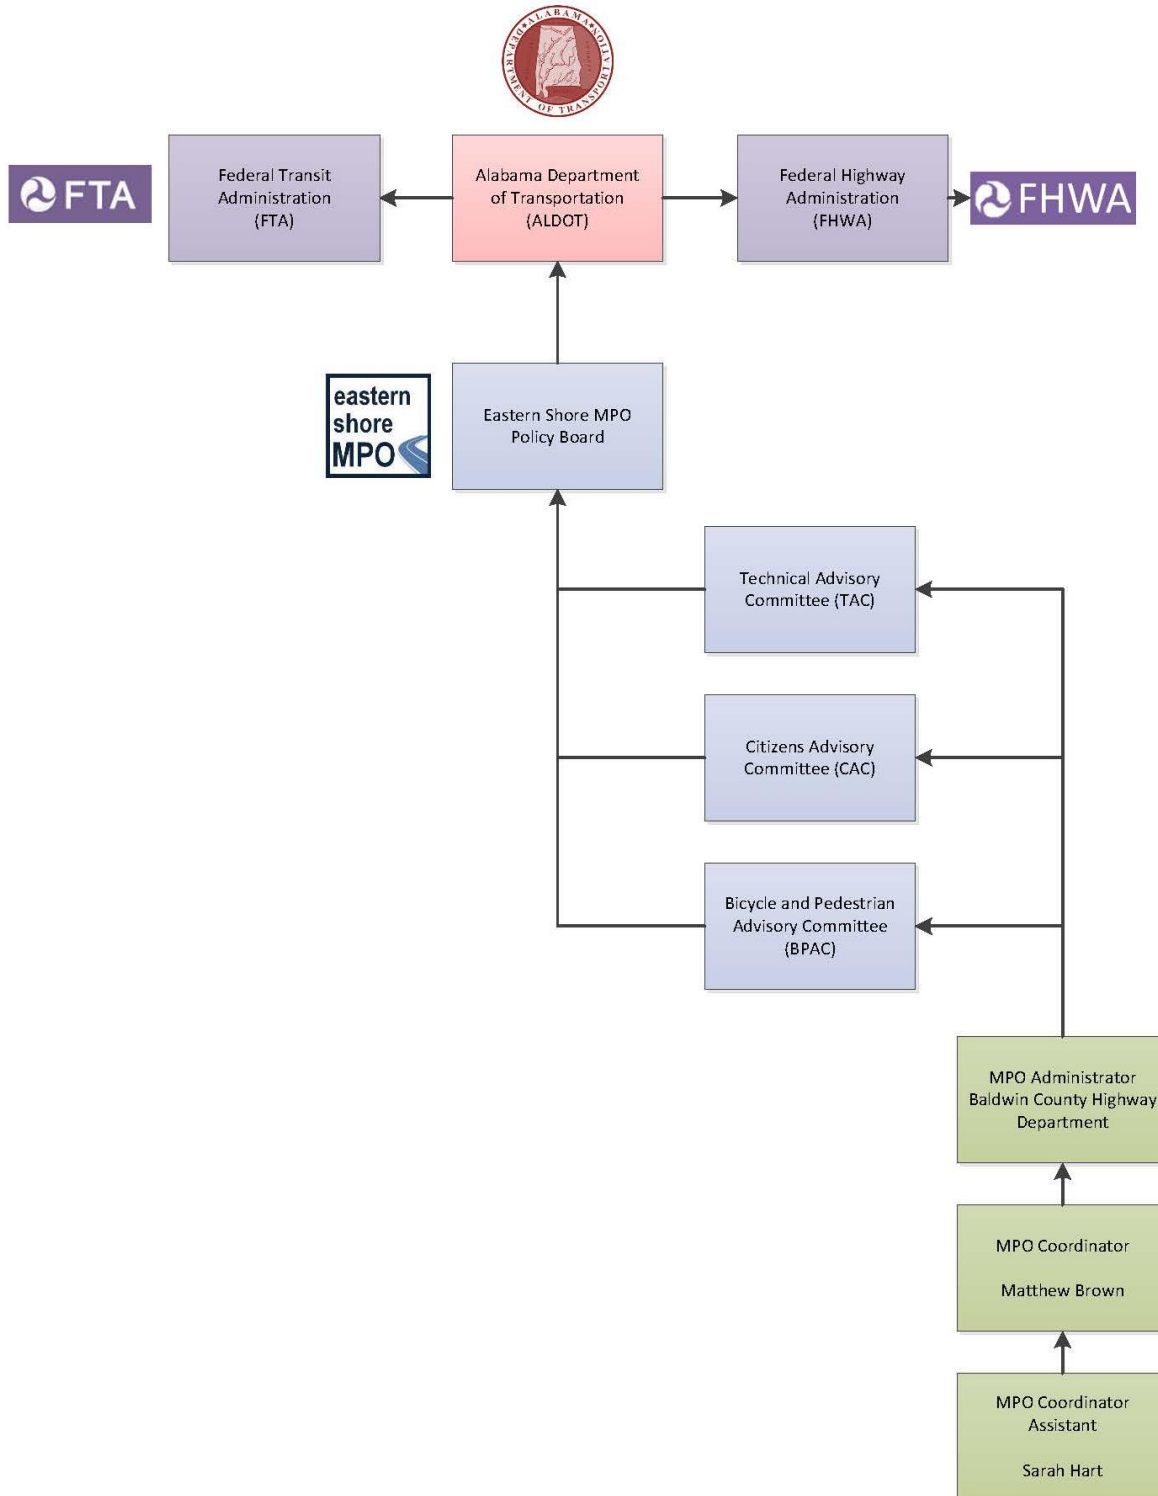 ALABAMA
DEPARTMENT OF TRANSPORTATION
FTA
Federal Transit
Administration
(FTA)
Alabama Department
of Transportation
(ALDOT)
Federal Highway
Administration
(FHWA)
FHWA
eastern
shore
MPO
Eastern Shore MPO
Policy Board
Technical Advisory
Committee (TAC)
Citizens Advisory
Committee (CAC)
Bicycle and Pedestrian
Advisory Committee
(BPAC)
MPO Administrator
Baldwin County Highway
Department
MPO Coordinator
Matthew Brown
MPO Coordinator
Assistant
Sarah Hart